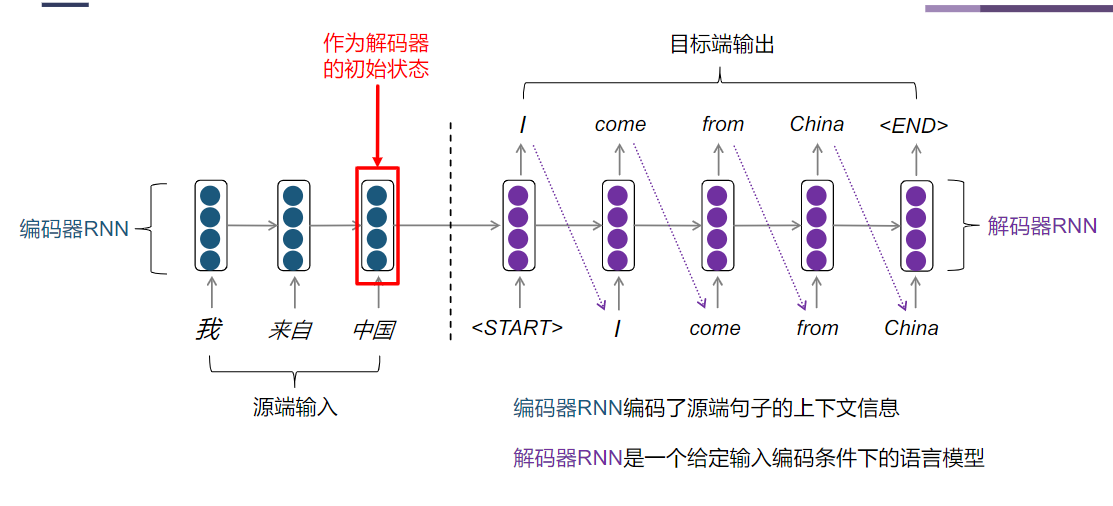 作为解码器
的初始状态
目标端输出
I come from China <END>
编码器RNN
解码器RNN
我 来自 中国
<START> I come from China
源端输入
编码器RNN编码了源端句子的上下文信息
解码器RNN是一个给定输入编码条件下的语言模型